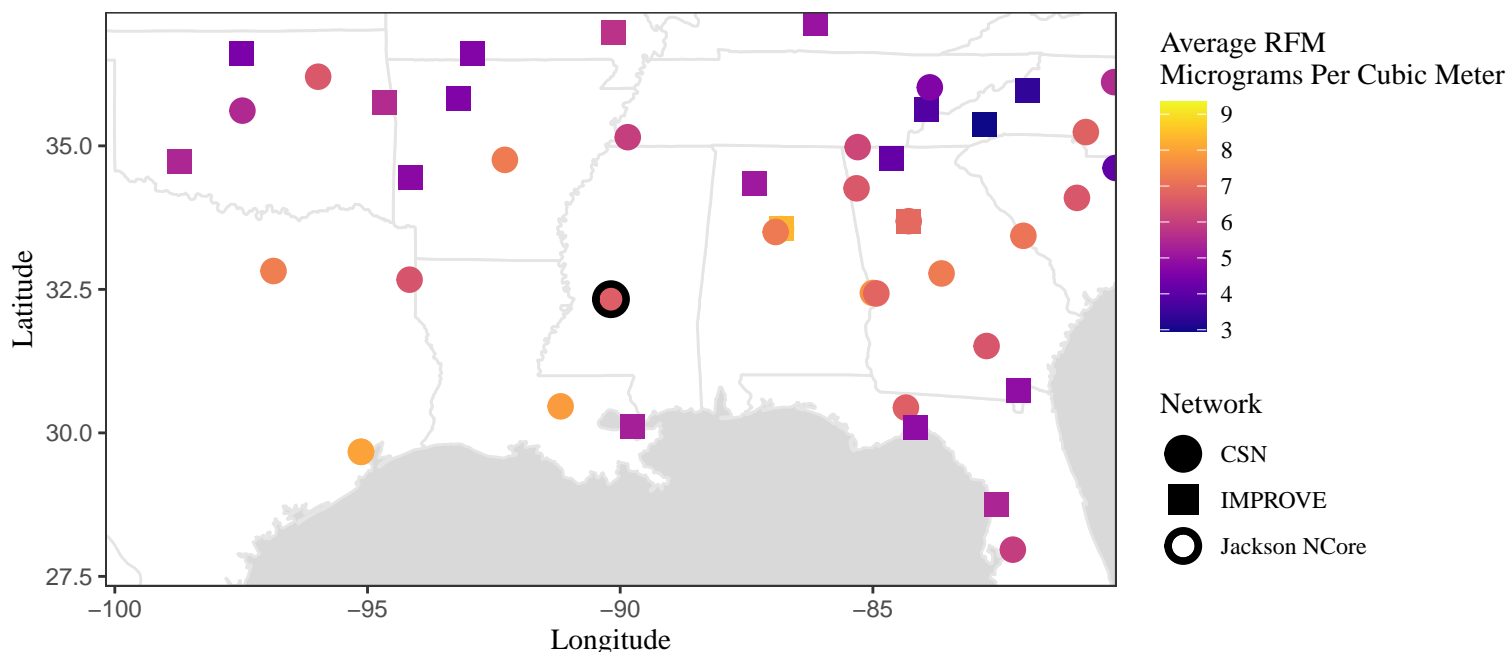 35.0
32.5
30.0
27.5
Latitude
−100
−95
−90
−85
Longitude
Average RFM
Micrograms Per Cubic Meter
9
8
7
6
5
4
3
Network
CSN
IMPROVE
Jackson NCore